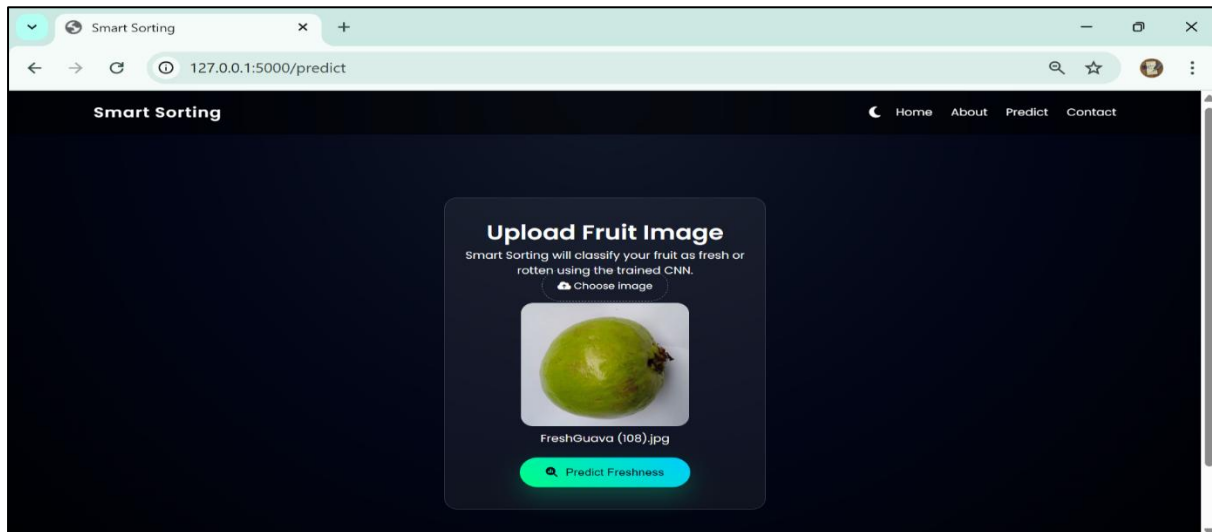 Smart Sorting
127.0.0.1:5000/predict
Smart Sorting
Home About Predict Contact
Upload Fruit Image
Smart Sorting will classify your fruit as fresh or
rotten using the trained CNN.
Choose image
FreshGuava (108).jpg
Predict Freshness